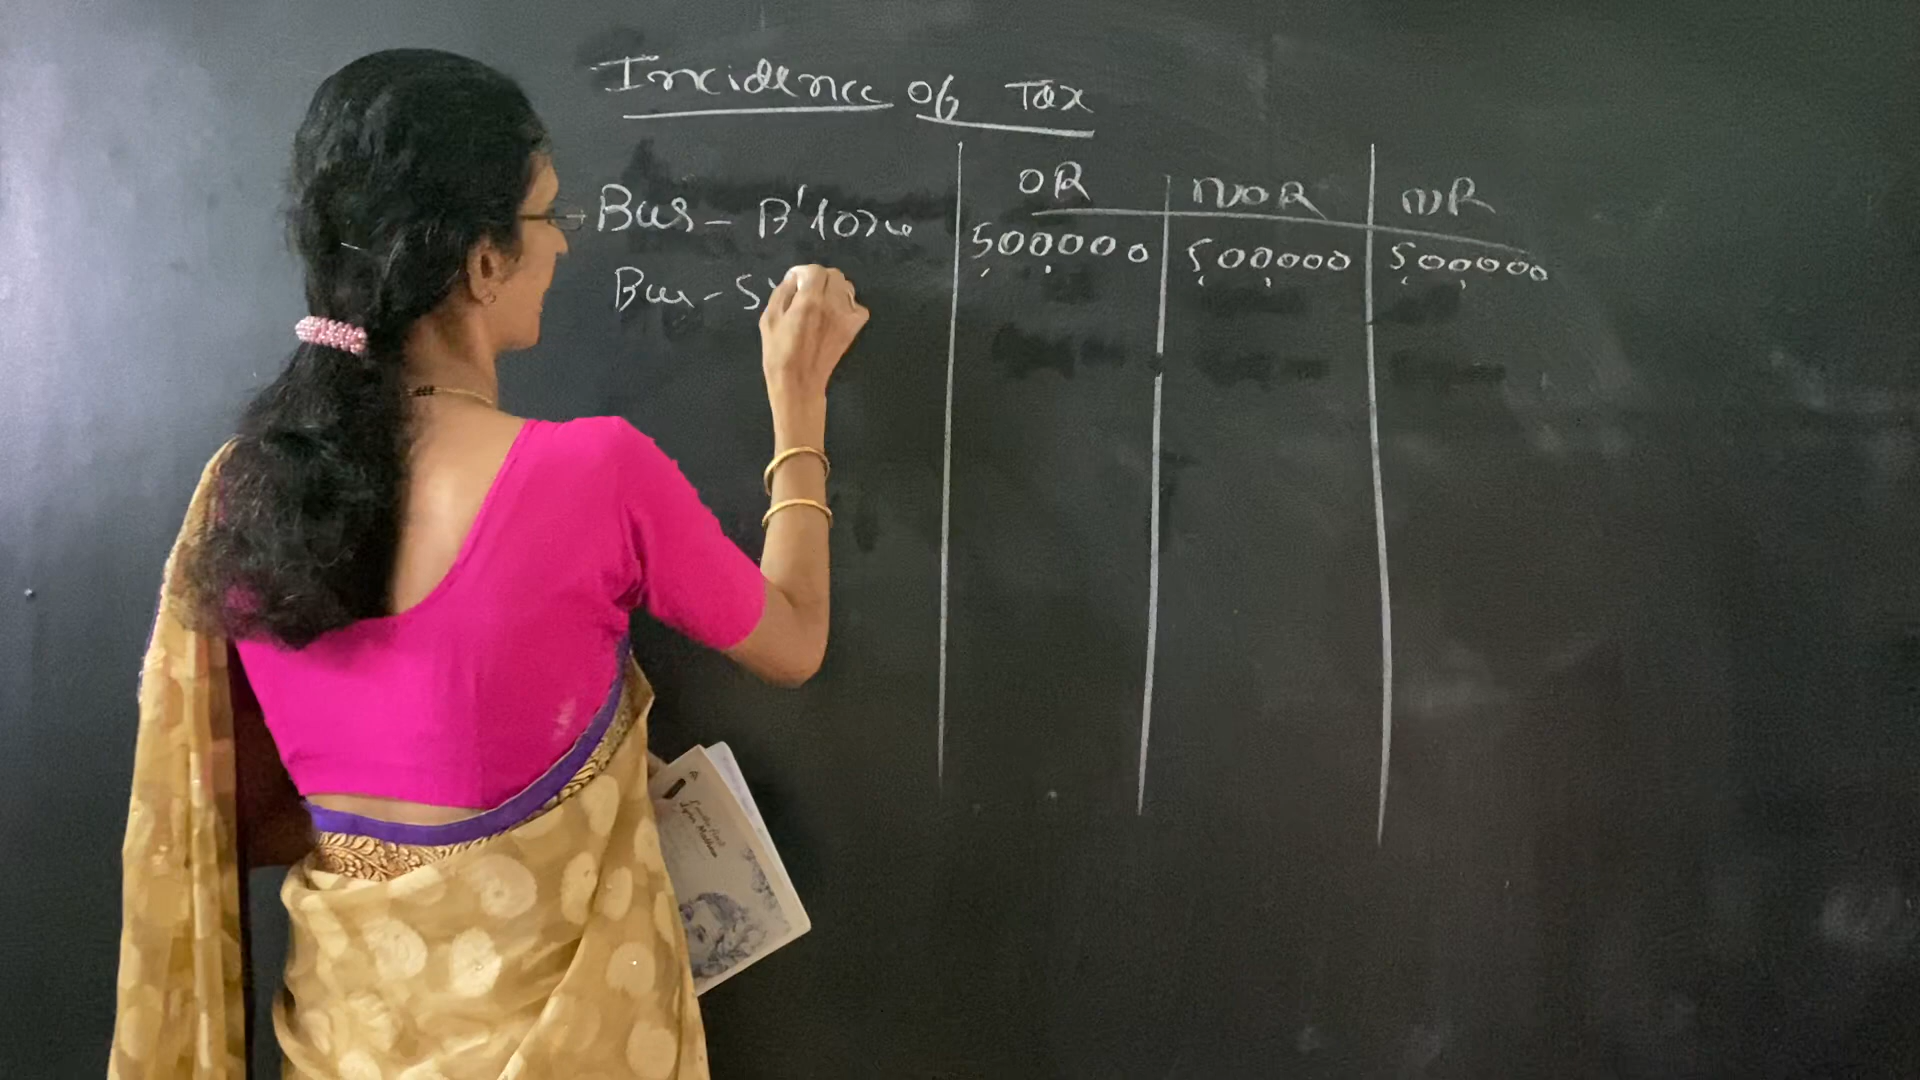 Incidence of Tax
OR NOR NR
Bus - B'lore 500000 500000 500000
Bus - S